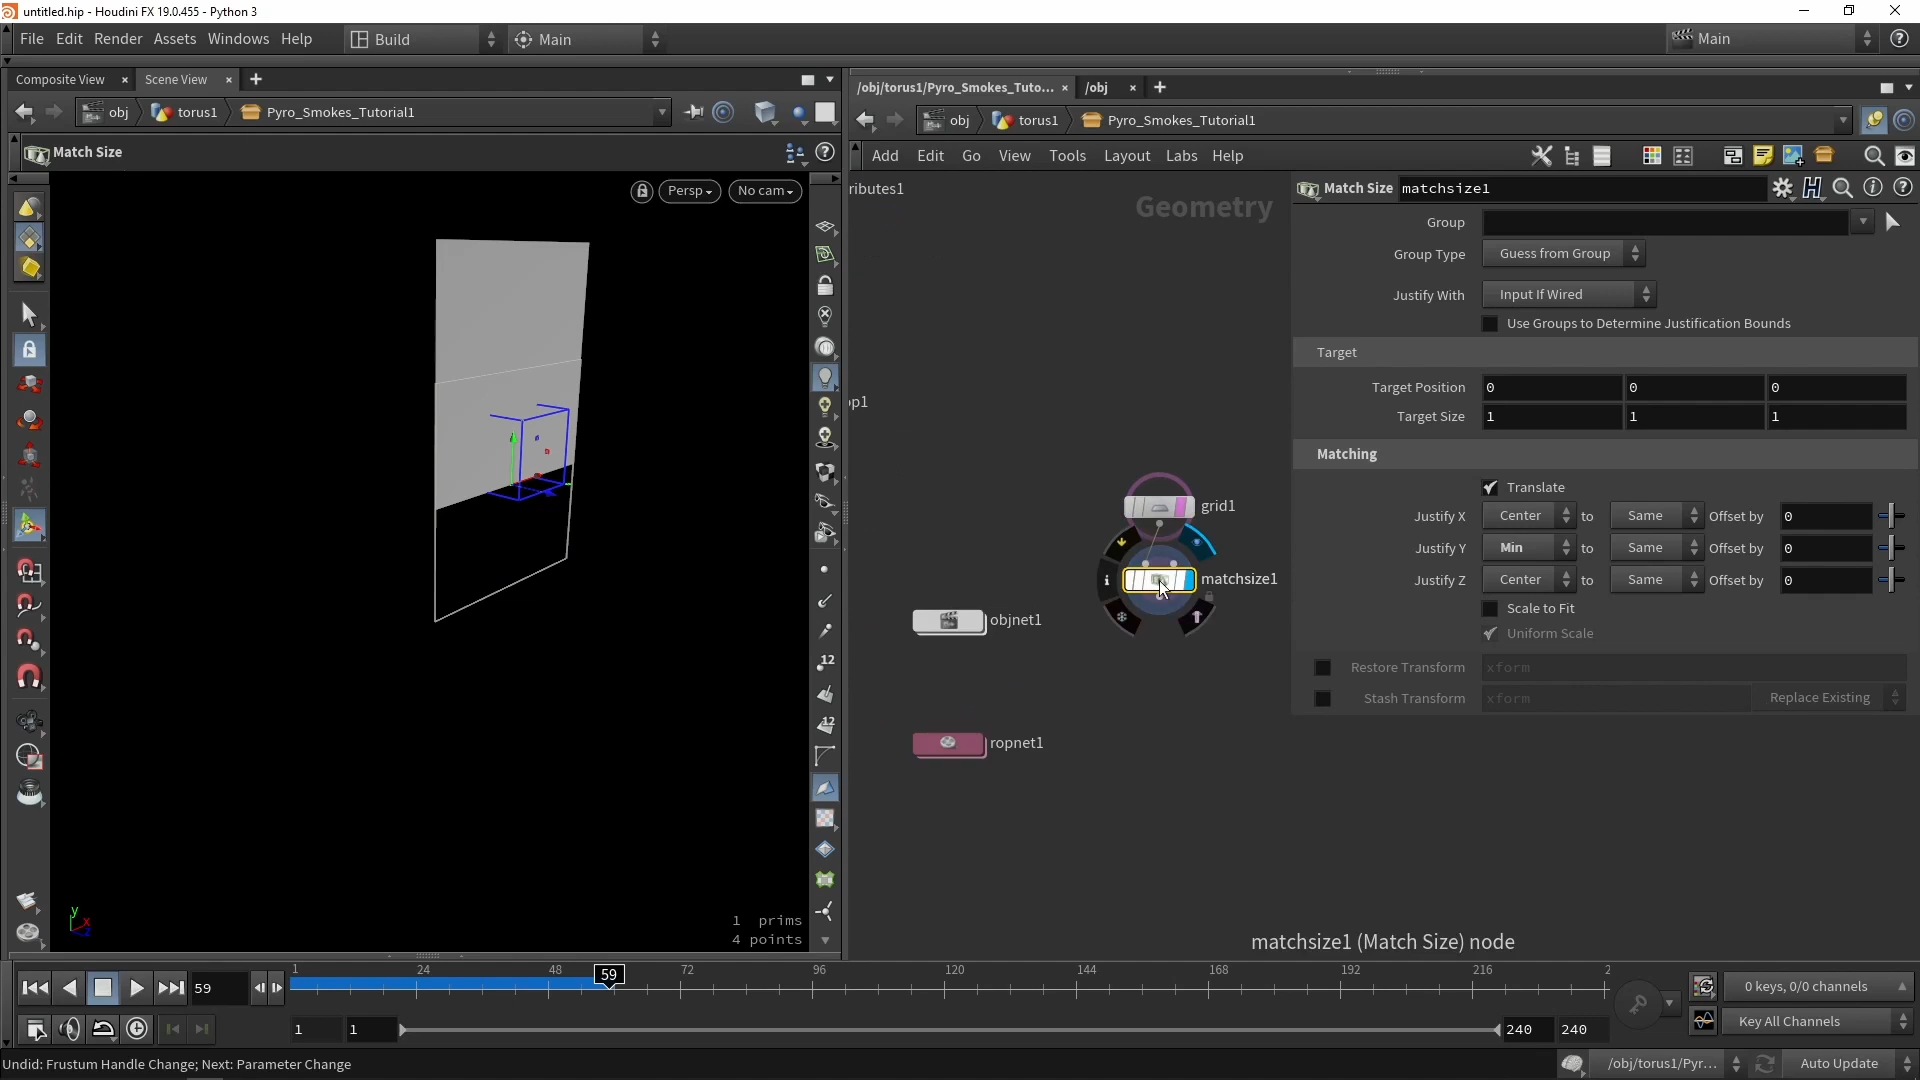 untitled.hip - Houdini FX 19.0.455 - Python 3
File Edit Render Assets Windows Help
Build
Main
Main
Composite View
Scene View
/obj/torus1/Pyro_Smokes_Tuto...
/obj
obj torus1 Pyro_Smokes_Tutorial1
obj torus1 Pyro_Smokes_Tutorial1
Match Size
Add Edit Go View Tools Layout Labs Help
Persp
No cam
ributes1
Geometry
Match Size matchsize1
Group
Group Type Guess from Group
Justify With Input If Wired
Use Groups to Determine Justification Bounds
Target
Target Position 0 0 0
Target Size 1 1 1
Matching
Translate
Justify X Center to Same Offset by 0
Justify Y Min to Same Offset by 0
Justify Z Center to Same Offset by 0
Scale to Fit
Uniform Scale
Restore Transform xform
Stash Transform xform Replace Existing
op1
grid1
matchsize1
objnet1
ropnet1
12
12
y
x
z
1 prims
4 points
matchsize1 (Match Size) node
59
1 24 48 59 72 96 120 144 168 192 216 2
0 keys, 0/0 channels
1 1 240 240
Key All Channels
Undid: Frustum Handle Change; Next: Parameter Change
/obj/torus1/Pyr...
Auto Update